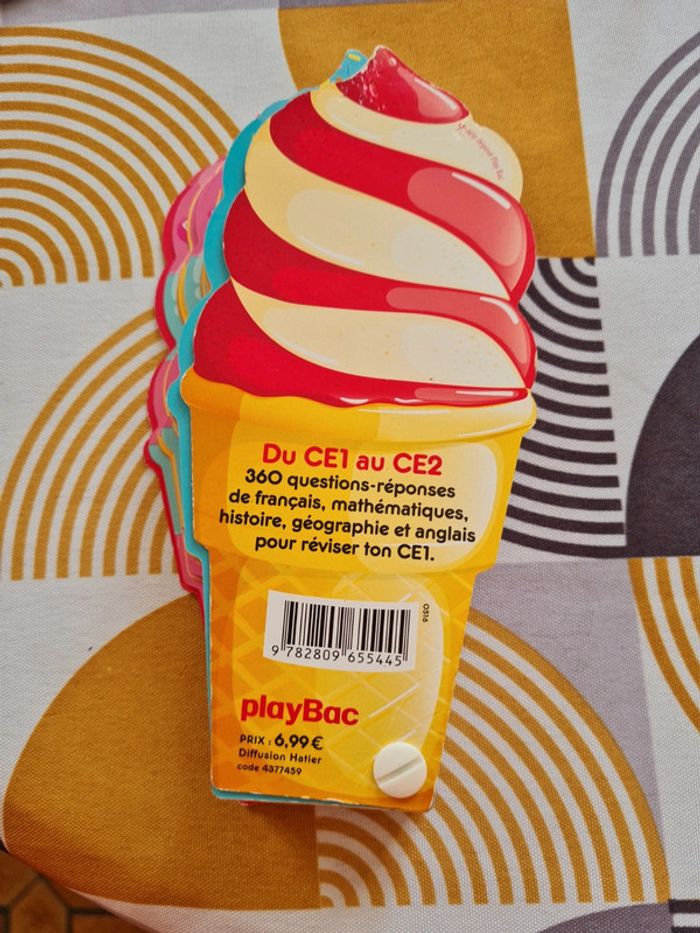 Du CE1 au CE2
360 questions-réponses
de français, mathématiques,
histoire, géographie et anglais
pour réviser ton CE1.
0516
9 782809 655445
playBac
PRIX : 6,99 €
Diffusion Hatier
code 4377459